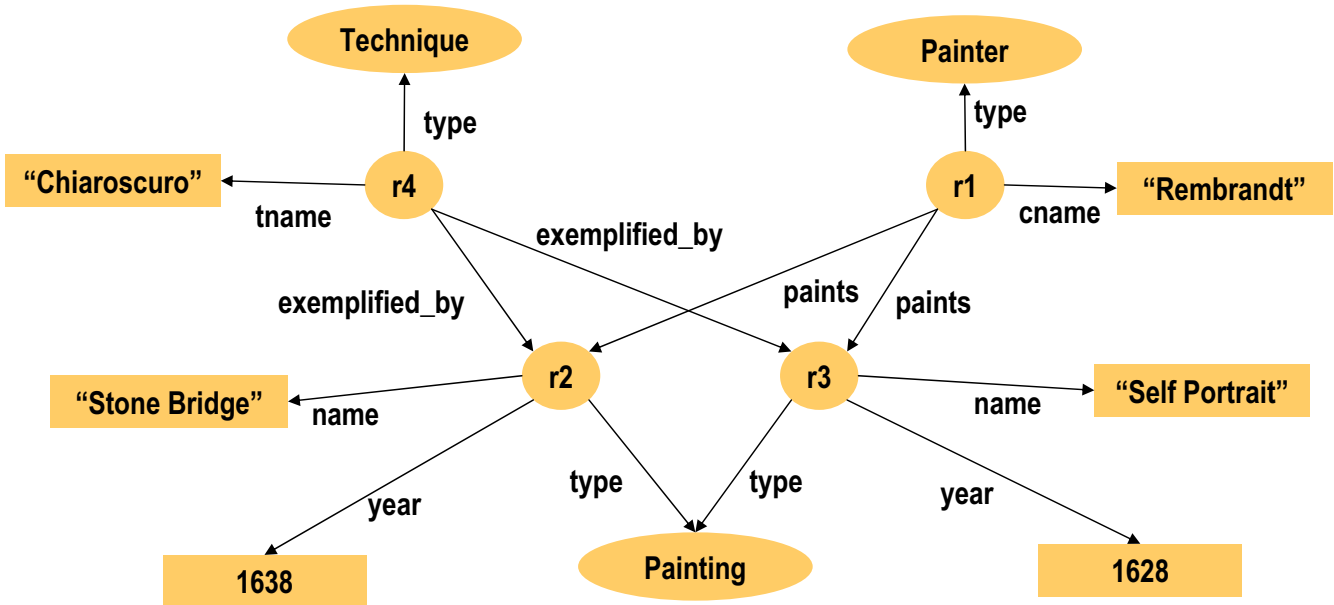 Technique
Painter
type
type
“Chiaroscuro”
r4
r1
“Rembrandt”
tname
cname
exemplified_by
exemplified_by
paints
paints
r2
r3
“Stone Bridge”
name
name
“Self Portrait”
year
type
type
year
1638
Painting
1628